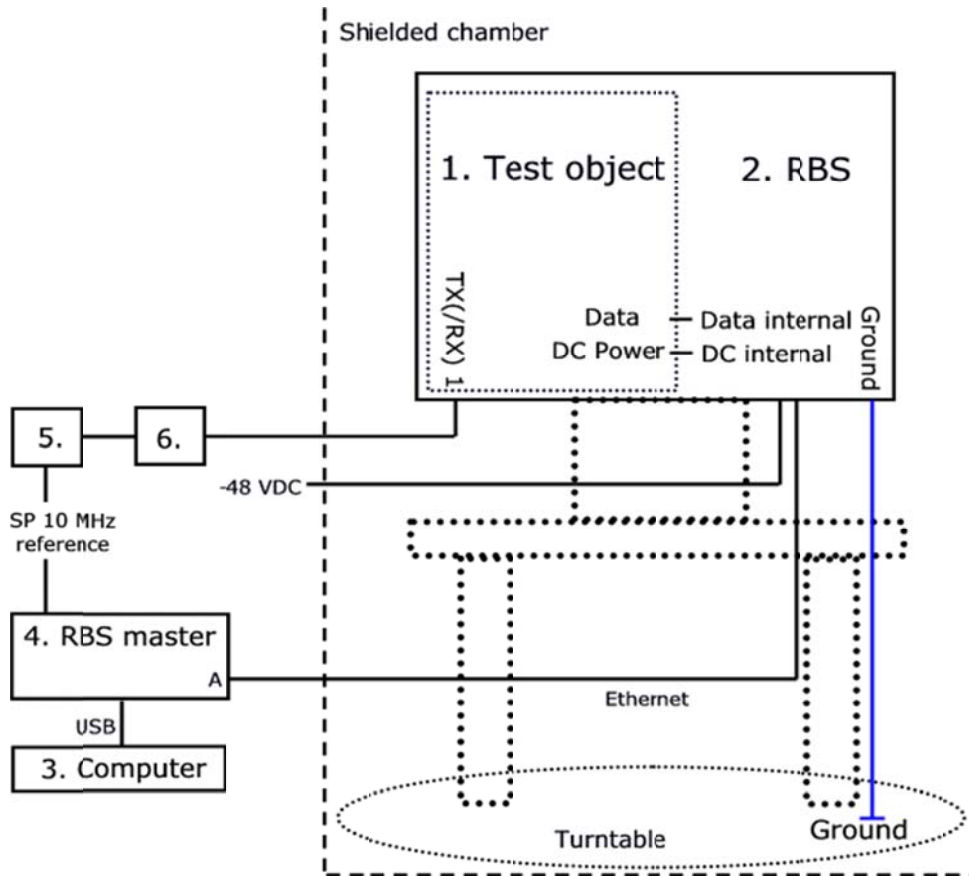 Shielded chamber
1. Test object
2. RBS
TX(/RX) 1
Data
Data internal
DC Power
DC internal
Ground
5.
6.
-48 VDC
SP 10 MHz
reference
4. RBS master
A
Ethernet
USB
3. Computer
Turntable
Ground